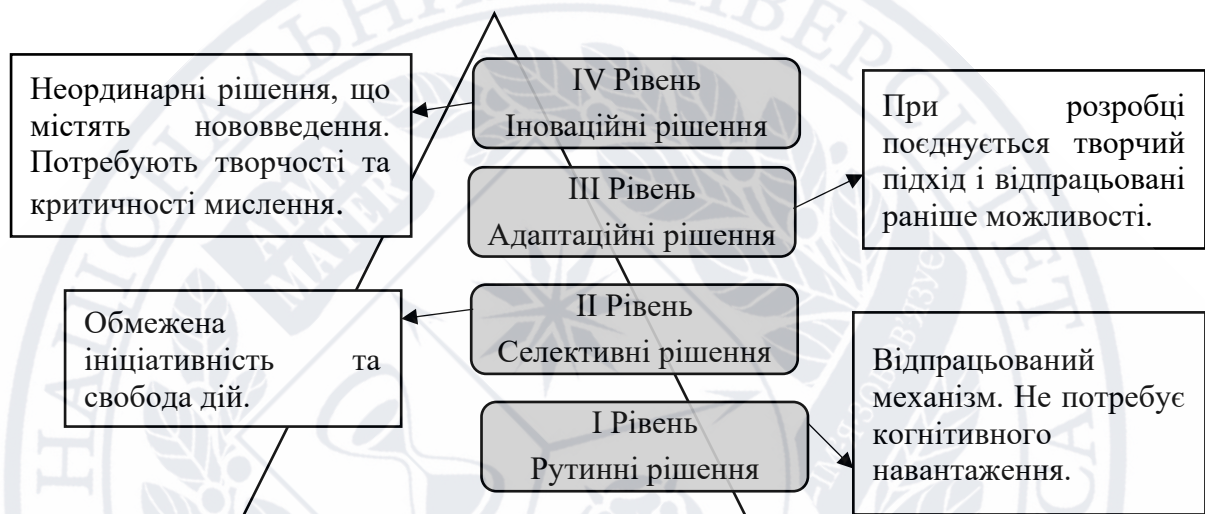 Неординарні рішення, що
містять нововведення.
Потребують творчості та
критичності мислення.
IV Рівень
Іноваційні рішення
При розробці
поєднується творчий
підхід і відпрацьовані
раніше можливості.
III Рівень
Адаптаційні рішення
Обмежена
ініціативність та
свобода дій.
II Рівень
Селективні рішення
Відпрацьований
механізм. Не потребує
когнітивного
навантаження.
I Рівень
Рутинні рішення
ALMA
MATER